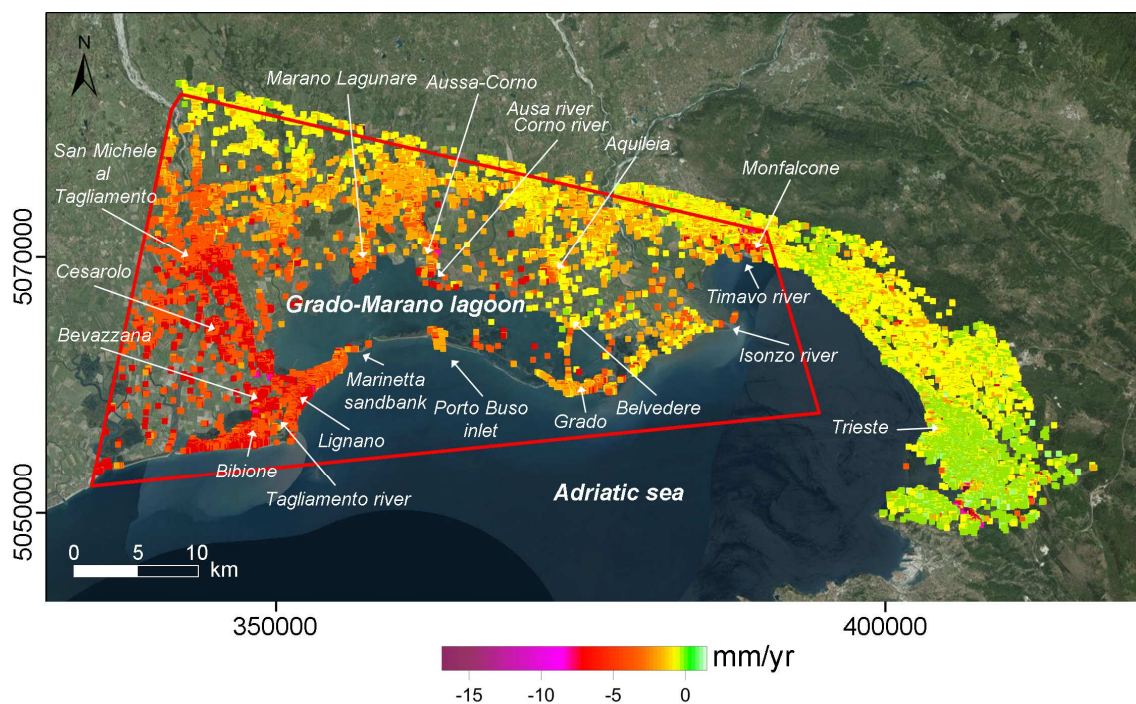 N
Marano Lagunare
Aussa-Corno
Ausa river
Corno river
Aquileia
San Michele
al
Tagliamento
Monfalcone
5070000
Cesarolo
Grado-Marano lagoon
Timavo river
Bevazzana
Isonzo river
Marinetta
sandbank
Porto Buso
inlet
Grado
Belvedere
Lignano
Trieste
Bibione
Tagliamento river
Adriatic sea
5050000
0 5 10
km
350000
400000
mm/yr
-15 -10 -5 0